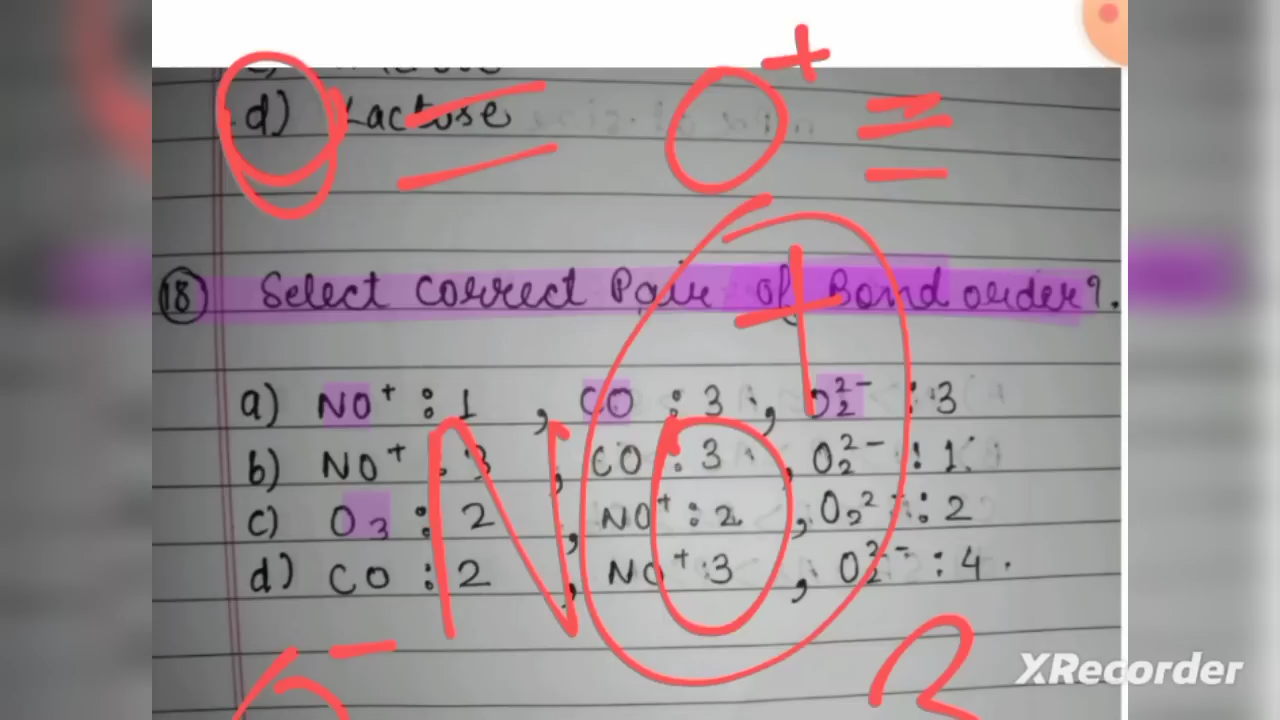 d) Lactose
O⁺ =
18 Select correct Pair of Bond order?.
a) NO⁺ : 1 , CO : 3 , O₂²⁻ : 3
b) NO⁺ : 3 , CO : 3 , O₂²⁻ : 1.
c) O₃ : 2 , NO⁺ : 2 , O₂²⁻ : 2
d) CO : 2 , NO⁺ : 3 , O₂²⁻ : 4 .
NO+
XRecorder